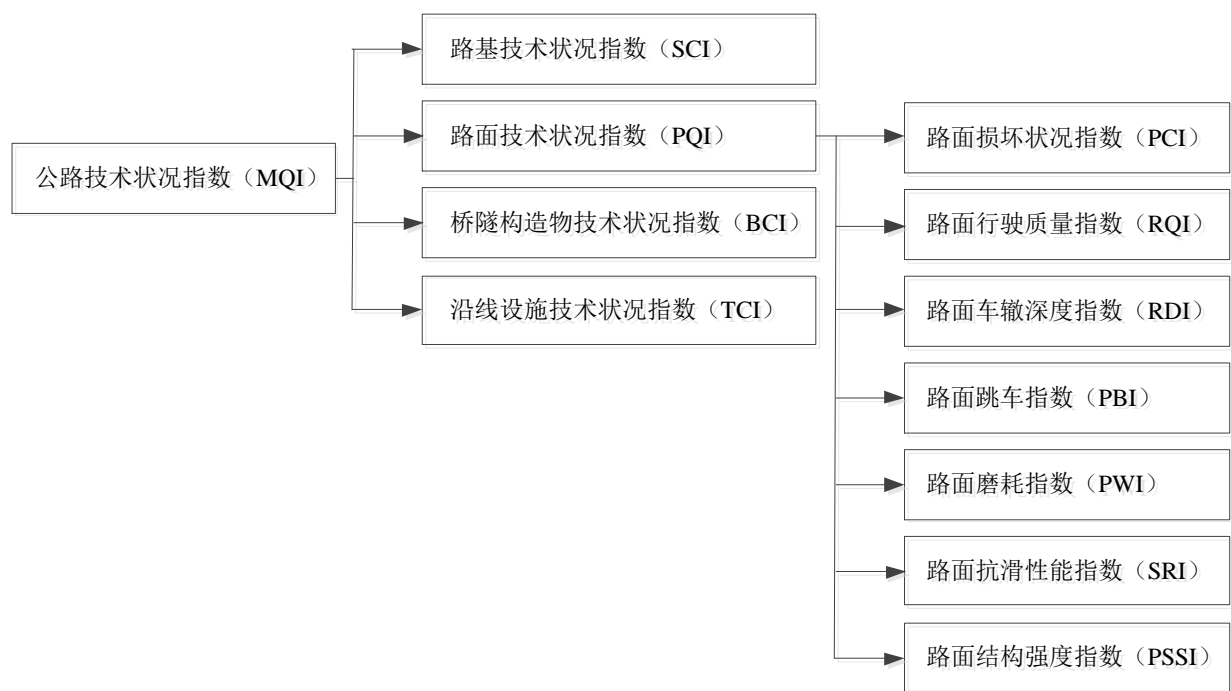 公路技术状况指数（MQI）
路基技术状况指数（SCI）
路面技术状况指数（PQI）
桥隧构造物技术状况指数（BCI）
沿线设施技术状况指数（TCI）
路面损坏状况指数（PCI）
路面行驶质量指数（RQI）
路面车辙深度指数（RDI）
路面跳车指数（PBI）
路面磨耗指数（PWI）
路面抗滑性能指数（SRI）
路面结构强度指数（PSSI）